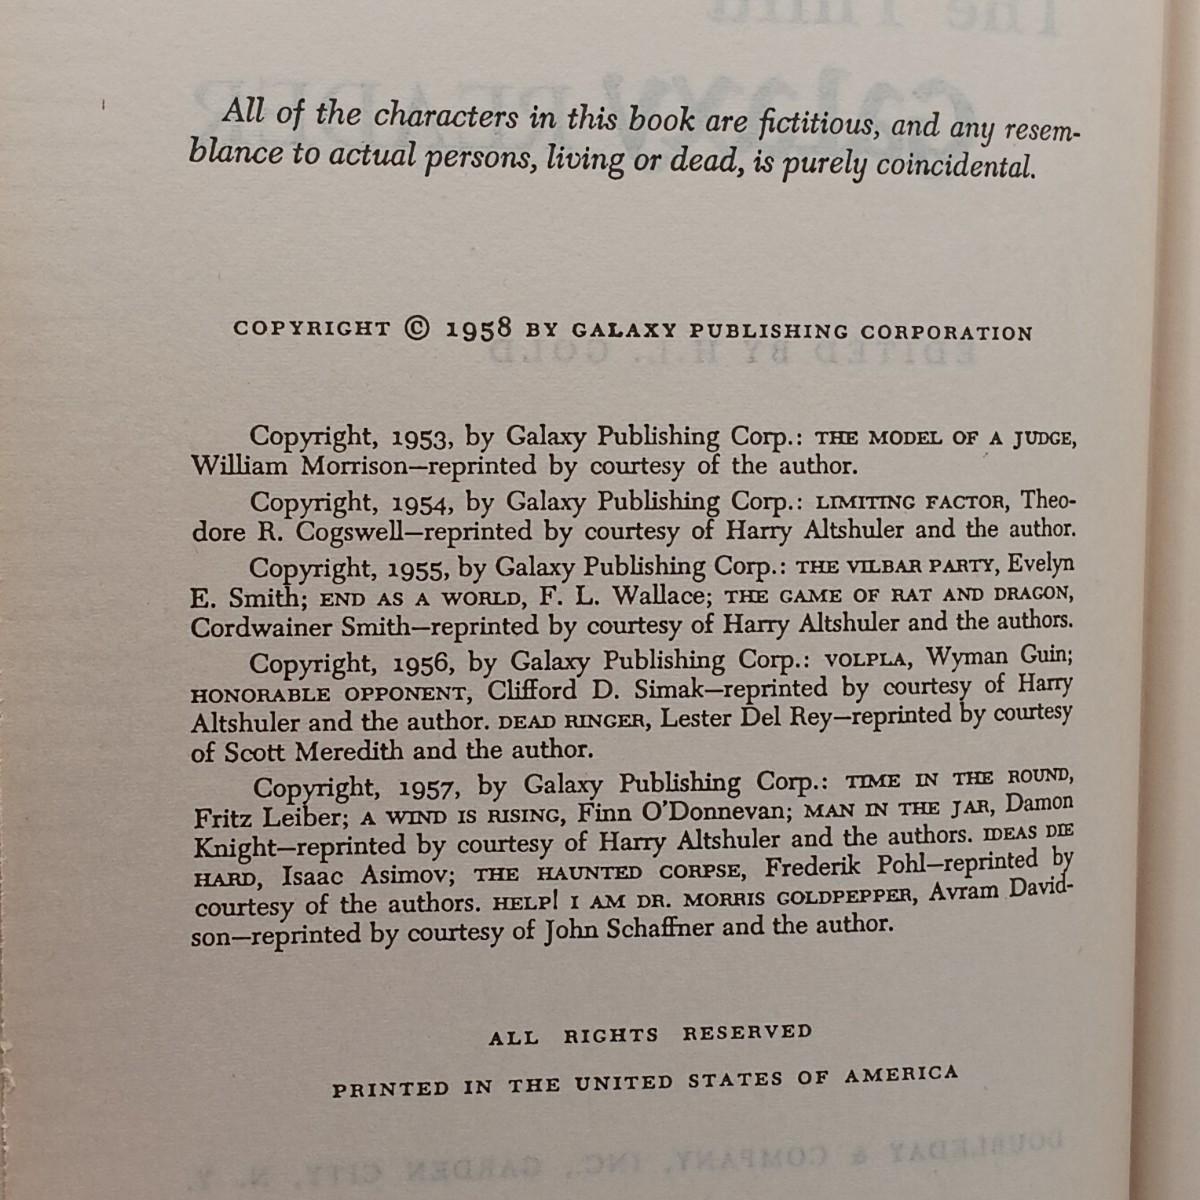 All of the characters in this book are fictitious, and any resem-
blance to actual persons, living or dead, is purely coincidental.
COPYRIGHT © 1958 BY GALAXY PUBLISHING CORPORATION
Copyright, 1953, by Galaxy Publishing Corp.: THE MODEL OF A JUDGE,
William Morrison—reprinted by courtesy of the author.
Copyright, 1954, by Galaxy Publishing Corp.: LIMITING FACTOR, Theo-
dore R. Cogswell—reprinted by courtesy of Harry Altshuler and the author.
Copyright, 1955, by Galaxy Publishing Corp.: THE VILBAR PARTY, Evelyn
E. Smith; END AS A WORLD, F. L. Wallace; THE GAME OF RAT AND DRAGON,
Cordwainer Smith—reprinted by courtesy of Harry Altshuler and the authors.
Copyright, 1956, by Galaxy Publishing Corp.: VOLPLA, Wyman Guin;
HONORABLE OPPONENT, Clifford D. Simak—reprinted by courtesy of Harry
Altshuler and the author. DEAD RINGER, Lester Del Rey—reprinted by courtesy
of Scott Meredith and the author.
Copyright, 1957, by Galaxy Publishing Corp.: TIME IN THE ROUND,
Fritz Leiber; A WIND IS RISING, Finn O'Donnevan; MAN IN THE JAR, Damon
Knight—reprinted by courtesy of Harry Altshuler and the authors. IDEAS DIE
HARD, Isaac Asimov; THE HAUNTED CORPSE, Frederik Pohl—reprinted by
courtesy of the authors. HELP! I AM DR. MORRIS GOLDPEPPER, Avram David-
son—reprinted by courtesy of John Schaffner and the author.
ALL RIGHTS RESERVED
PRINTED IN THE UNITED STATES OF AMERICA